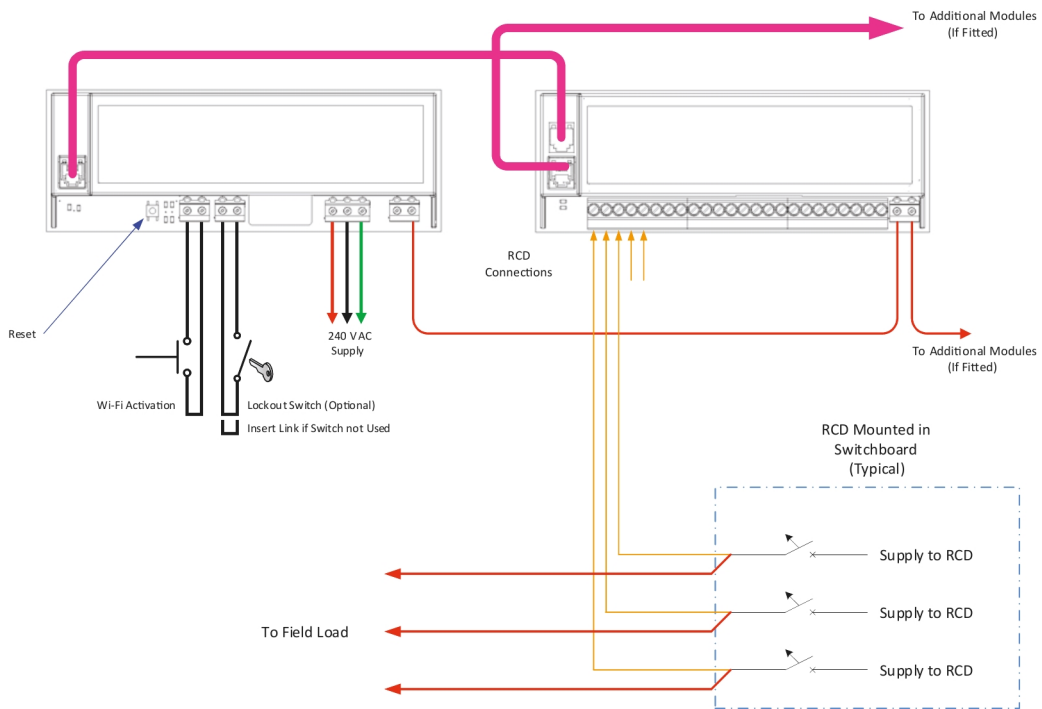 To Additional Modules
(If Fitted)
RCD
Connections
Reset
240 V AC
Supply
To Additional Modules
(If Fitted)
Wi-Fi Activation
Lockout Switch (Optional)
Insert Link if Switch not Used
RCD Mounted in
Switchboard
(Typical)
Supply to RCD
To Field Load
Supply to RCD
Supply to RCD